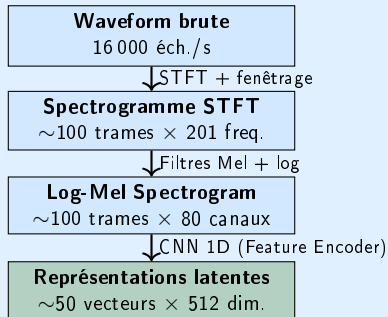 Waveform brute
16 000 éch./s
STFT + fenêtrage
Spectrogramme STFT
~100 trames × 201 freq.
Filtres Mel + log
Log-Mel Spectrogram
~100 trames × 80 canaux
CNN 1D (Feature Encoder)
Représentations latentes
~50 vecteurs × 512 dim.